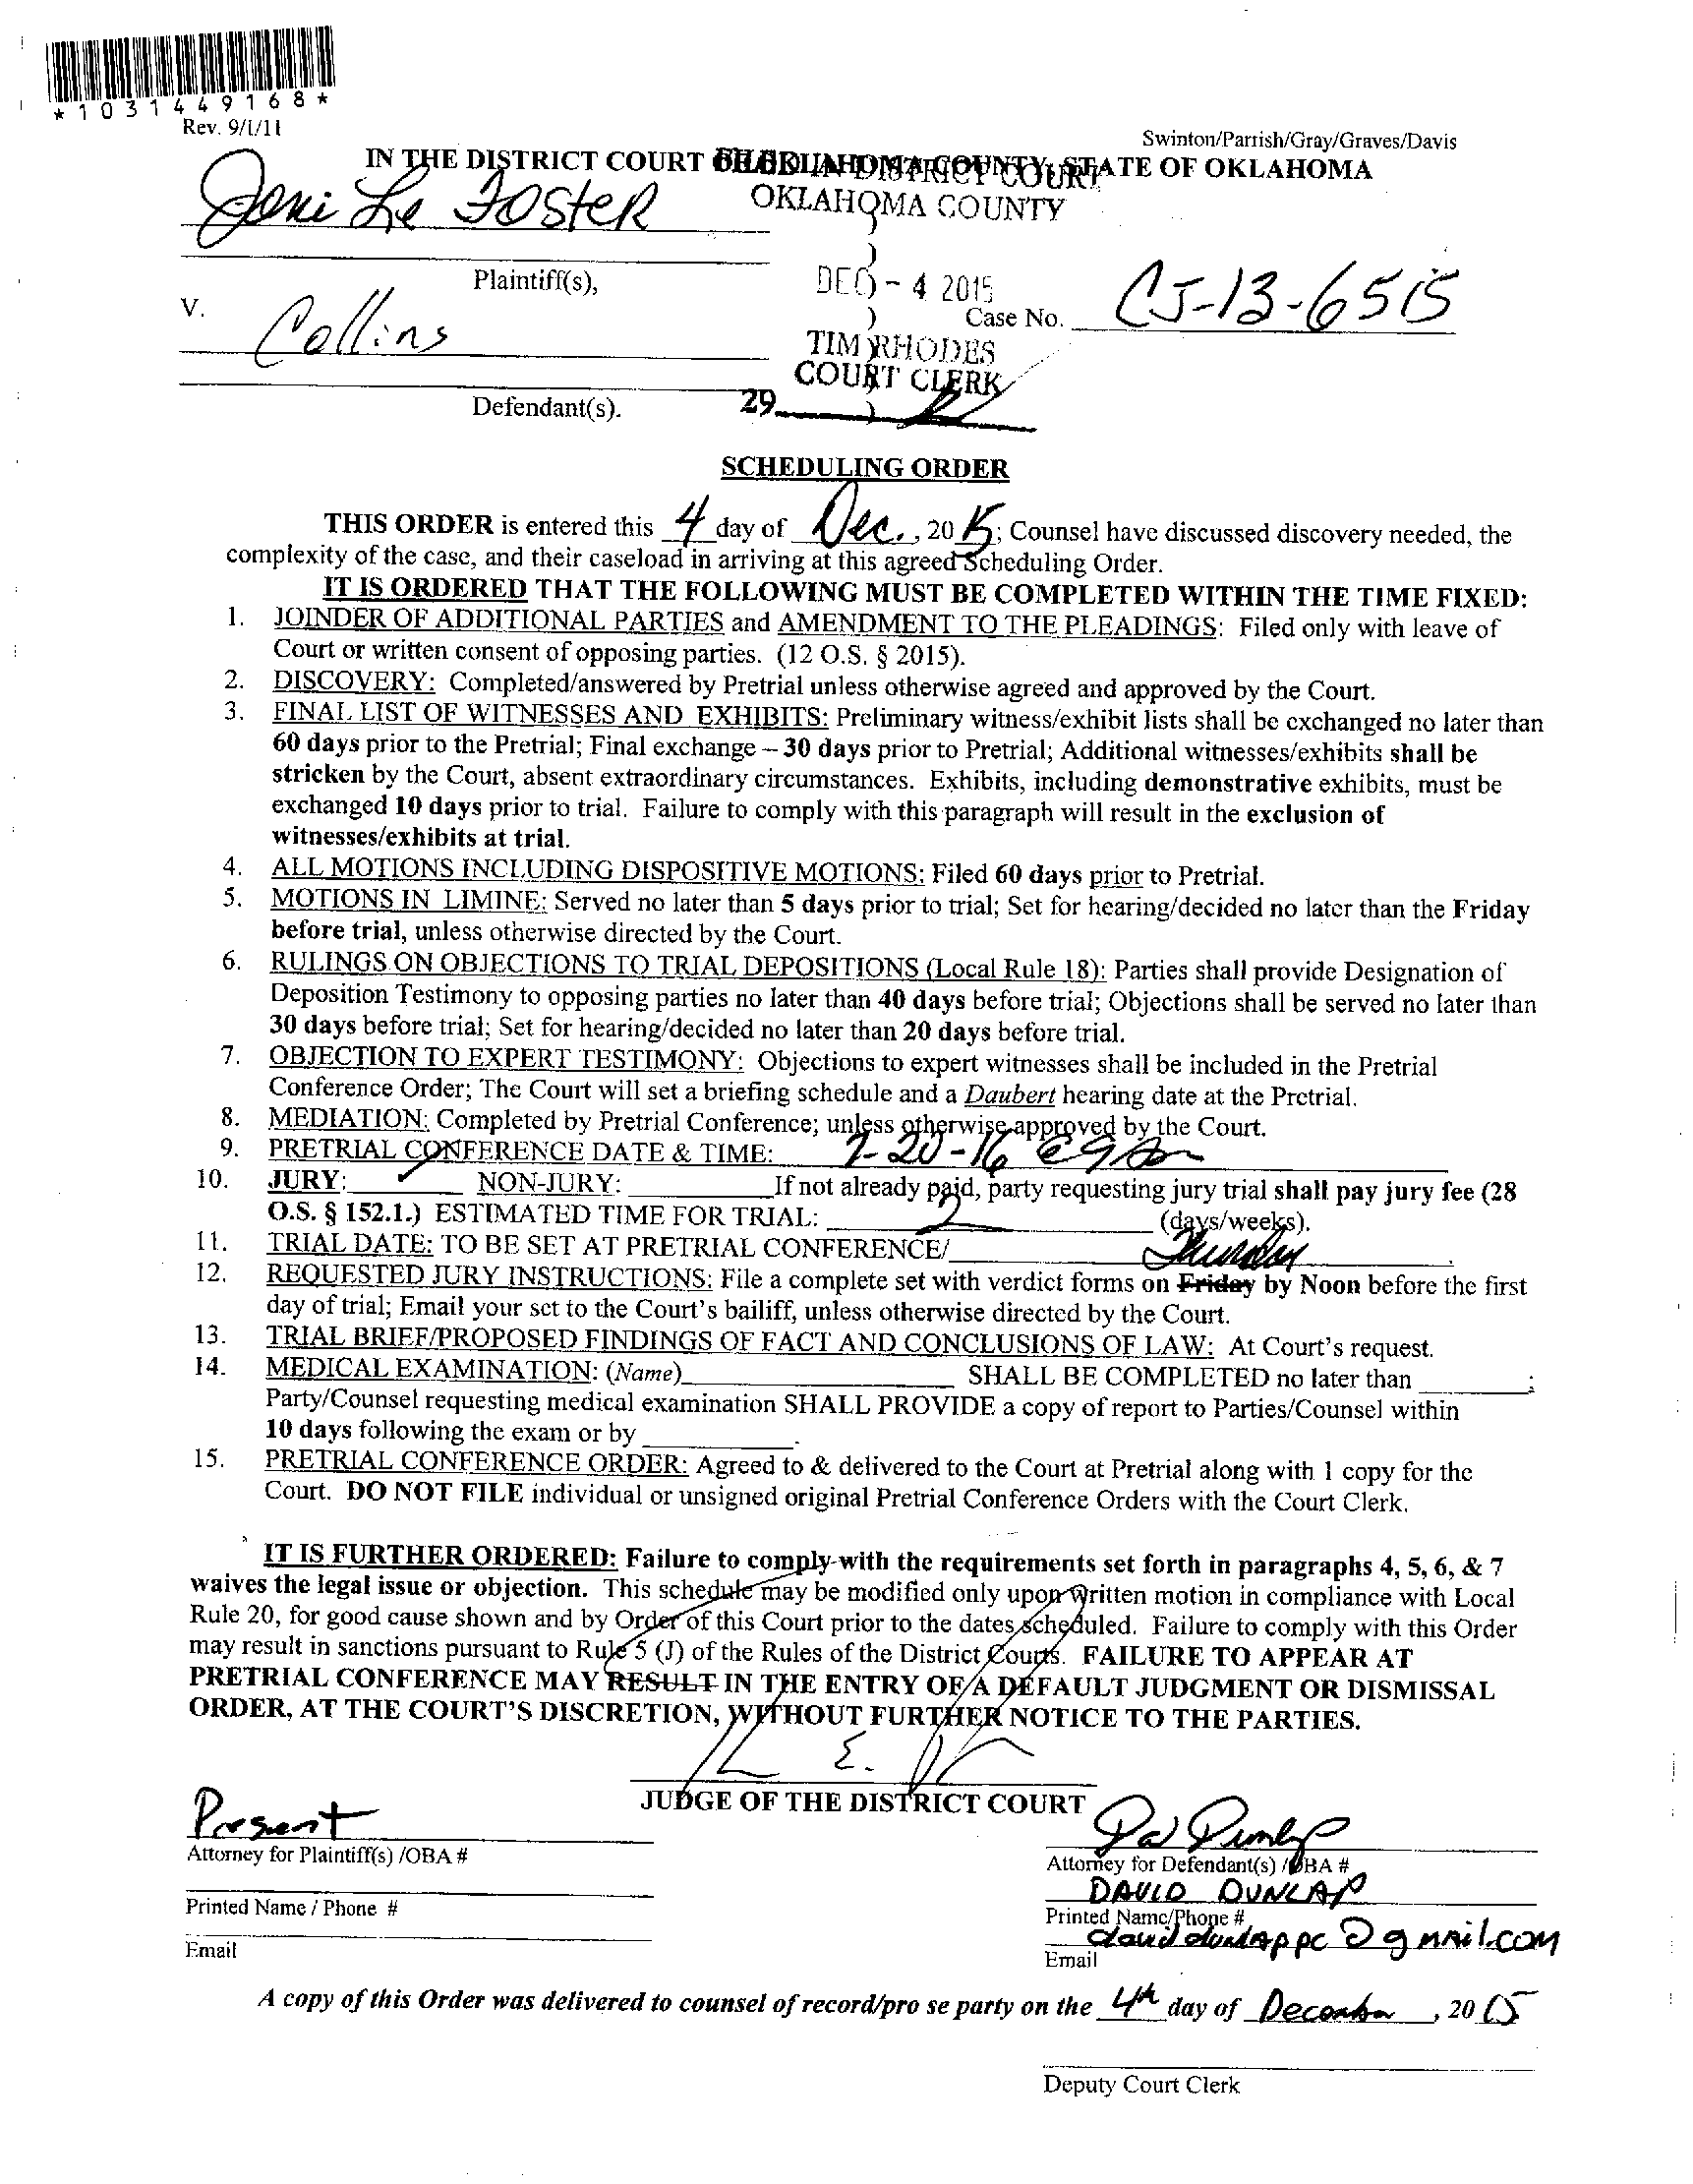 *1031449168*
Rev. 9/1/11
Swinton/Parrish/Gray/Graves/Davis
IN THE DISTRICT COURT OF OKLAHOMA COUNTY, STATE OF OKLAHOMA
FILED IN DISTRICT COURT
OKLAHOMA COUNTY
Joni Le Foster
)
)
Plaintiff(s),
DEC - 4 2015
)
V.
Collins
Case No. CJ-13-6515
)
TIM RHODES
COURT CLERK
)
Defendant(s).
29
)
SCHEDULING ORDER
THIS ORDER is entered this 4 day of Dec., 2015; Counsel have discussed discovery needed, the
complexity of the case, and their caseload in arriving at this agreed Scheduling Order.
IT IS ORDERED THAT THE FOLLOWING MUST BE COMPLETED WITHIN THE TIME FIXED:
1. JOINDER OF ADDITIONAL PARTIES and AMENDMENT TO THE PLEADINGS: Filed only with leave of
Court or written consent of opposing parties. (12 O.S. § 2015).
2. DISCOVERY: Completed/answered by Pretrial unless otherwise agreed and approved by the Court.
3. FINAL LIST OF WITNESSES AND EXHIBITS: Preliminary witness/exhibit lists shall be exchanged no later than
60 days prior to the Pretrial; Final exchange – 30 days prior to Pretrial; Additional witnesses/exhibits shall be
stricken by the Court, absent extraordinary circumstances. Exhibits, including demonstrative exhibits, must be
exchanged 10 days prior to trial. Failure to comply with this paragraph will result in the exclusion of
witnesses/exhibits at trial.
4. ALL MOTIONS INCLUDING DISPOSITIVE MOTIONS: Filed 60 days prior to Pretrial.
5. MOTIONS IN LIMINE: Served no later than 5 days prior to trial; Set for hearing/decided no later than the Friday
before trial, unless otherwise directed by the Court.
6. RULINGS ON OBJECTIONS TO TRIAL DEPOSITIONS (Local Rule 18): Parties shall provide Designation of
Deposition Testimony to opposing parties no later than 40 days before trial; Objections shall be served no later than
30 days before trial; Set for hearing/decided no later than 20 days before trial.
7. OBJECTION TO EXPERT TESTIMONY: Objections to expert witnesses shall be included in the Pretrial
Conference Order; The Court will set a briefing schedule and a Daubert hearing date at the Pretrial.
8. MEDIATION: Completed by Pretrial Conference; unless otherwise approved by the Court.
9. PRETRIAL CONFERENCE DATE & TIME: -20-16 @ 9
10. JURY: ✓ NON-JURY: If not already paid, party requesting jury trial shall pay jury fee (28
O.S. § 152.1.) ESTIMATED TIME FOR TRIAL: 2 (days/weeks).
11. TRIAL DATE: TO BE SET AT PRETRIAL CONFERENCE/ .
Thursday
12. REQUESTED JURY INSTRUCTIONS: File a complete set with verdict forms on Friday by Noon before the first
day of trial; Email your set to the Court's bailiff, unless otherwise directed by the Court.
13. TRIAL BRIEF/PROPOSED FINDINGS OF FACT AND CONCLUSIONS OF LAW: At Court's request.
14. MEDICAL EXAMINATION: (Name) SHALL BE COMPLETED no later than ;
Party/Counsel requesting medical examination SHALL PROVIDE a copy of report to Parties/Counsel within
10 days following the exam or by .
15. PRETRIAL CONFERENCE ORDER: Agreed to & delivered to the Court at Pretrial along with 1 copy for the
Court. DO NOT FILE individual or unsigned original Pretrial Conference Orders with the Court Clerk.
IT IS FURTHER ORDERED: Failure to comply with the requirements set forth in paragraphs 4, 5, 6, & 7
waives the legal issue or objection. This schedule may be modified only upon written motion in compliance with Local
Rule 20, for good cause shown and by Order of this Court prior to the dates scheduled. Failure to comply with this Order
may result in sanctions pursuant to Rule 5 (J) of the Rules of the District Courts. FAILURE TO APPEAR AT
PRETRIAL CONFERENCE MAY RESULT IN THE ENTRY OF A DEFAULT JUDGMENT OR DISMISSAL
ORDER, AT THE COURT'S DISCRETION, WITHOUT FURTHER NOTICE TO THE PARTIES.
JUDGE OF THE DISTRICT COURT
Present
Attorney for Plaintiff(s) /OBA #
Printed Name / Phone #
Email
Attorney for Defendant(s) /OBA #
DAVID DUNLAP
Printed Name/Phone #
daviddunlappc@gmail.com
Email
A copy of this Order was delivered to counsel of record/pro se party on the 4th day of December, 2015
Deputy Court Clerk